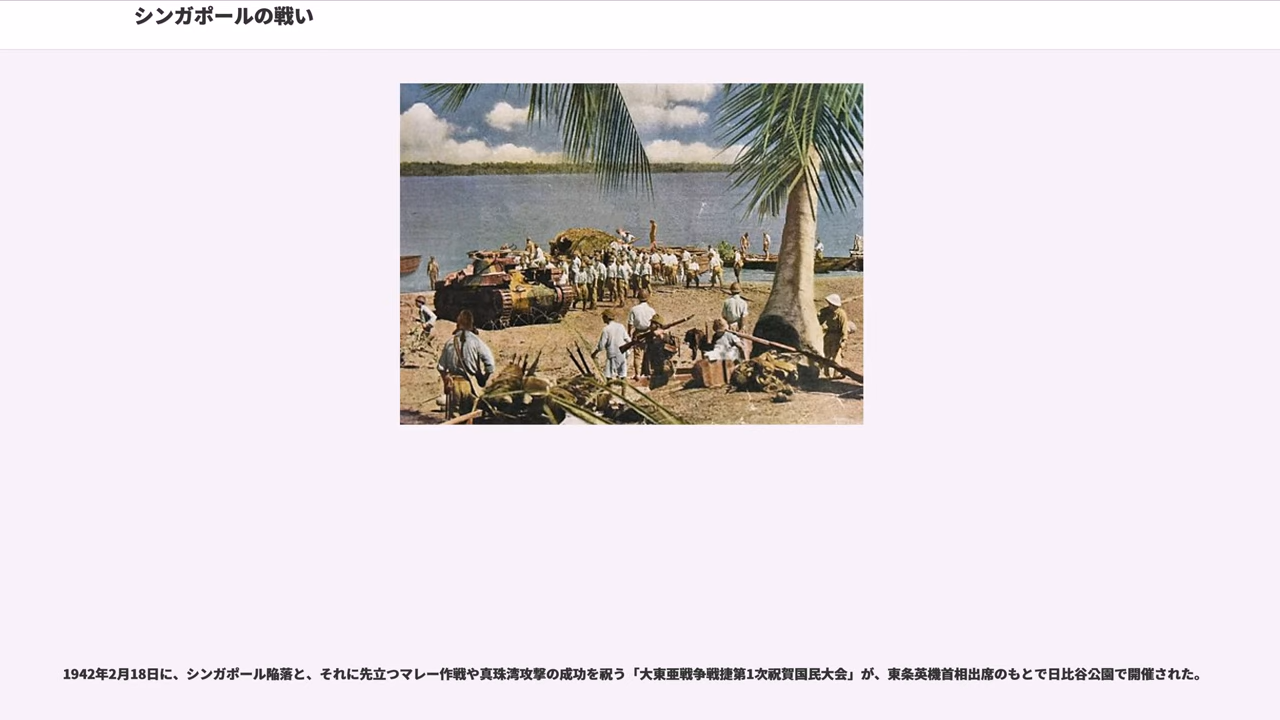 シンガポールの戦い
1942年2月18日に、シンガポール陥落と、それに先立つマレー作戦や真珠湾攻撃の成功を祝う「大東亜戦争戦捷第1次祝賀国民大会」が、東条英機首相出席のもとで日比谷公園で開催された。